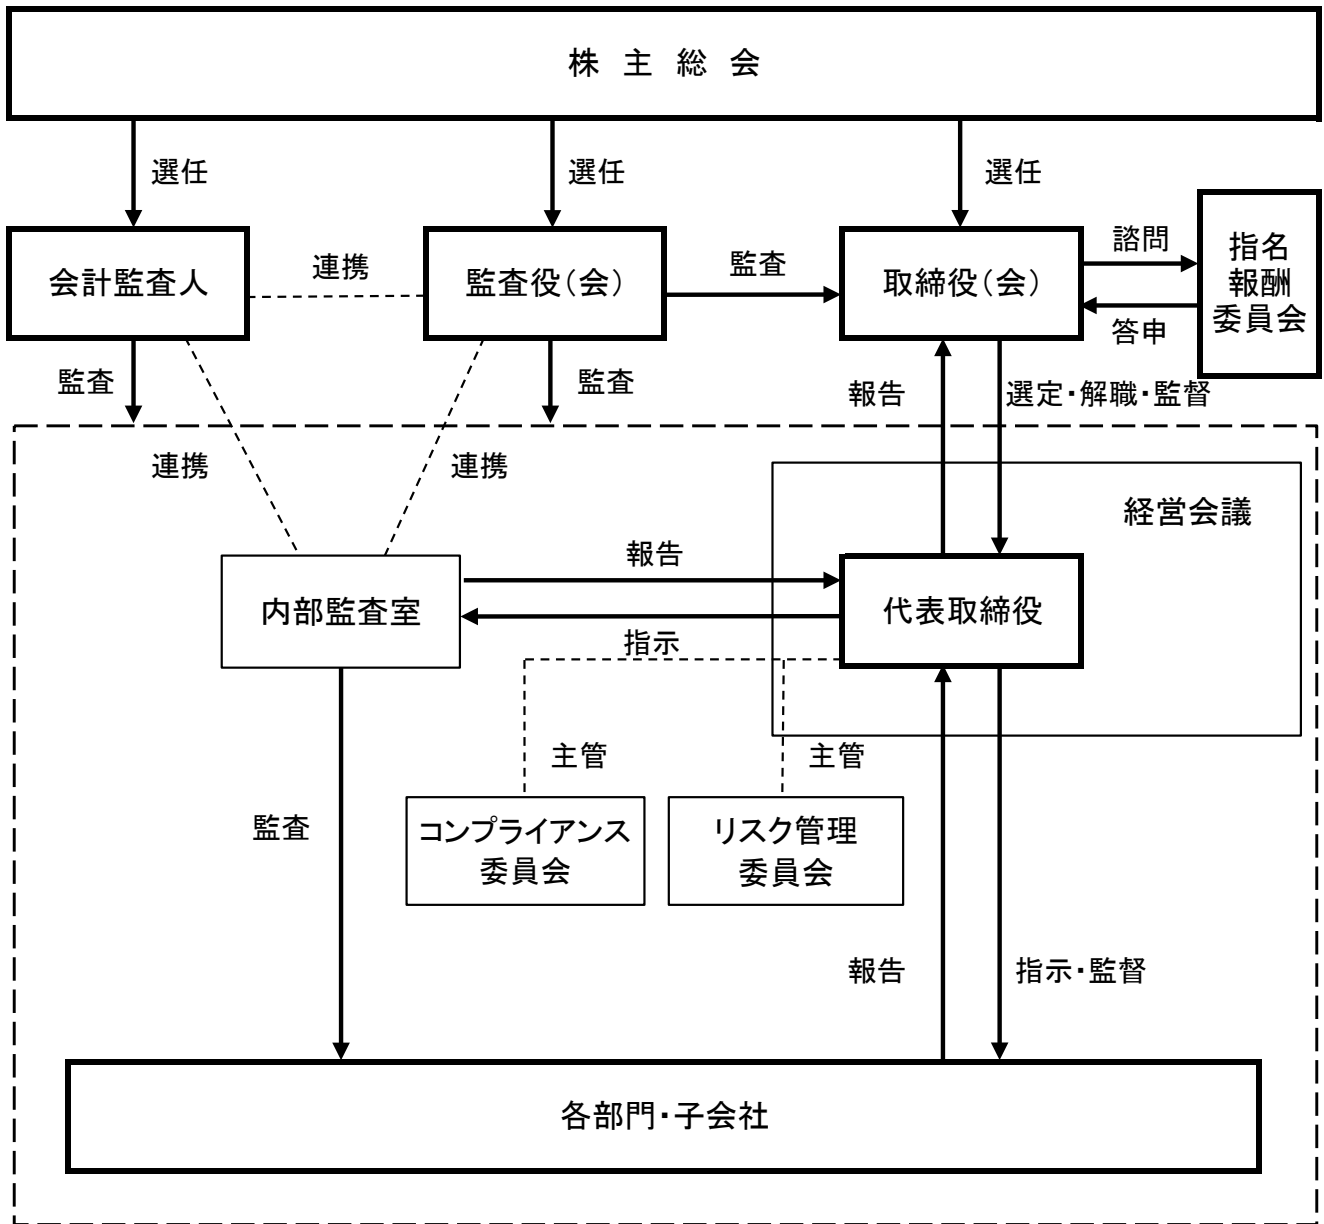 株 主 総 会
選任
選任
選任
会計監査人
連携
監査役（会）
監査
取締役（会）
諮問
答申
指名
報酬
委員会
監査
監査
報告
選定・解職・監督
連携
連携
経営会議
内部監査室
報告
指示
代表取締役
主管
主管
監査
コンプライアンス
委員会
リスク管理
委員会
報告
指示・監督
各部門・子会社